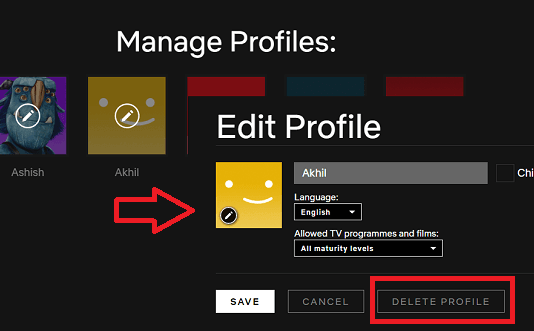 Manage Profiles:
Ashish
Akhil
Edit Profile
Akhil
Chi
Language:
English
Allowed TV programmes and films:
All maturity levels
SAVE
CANCEL
DELETE PROFILE